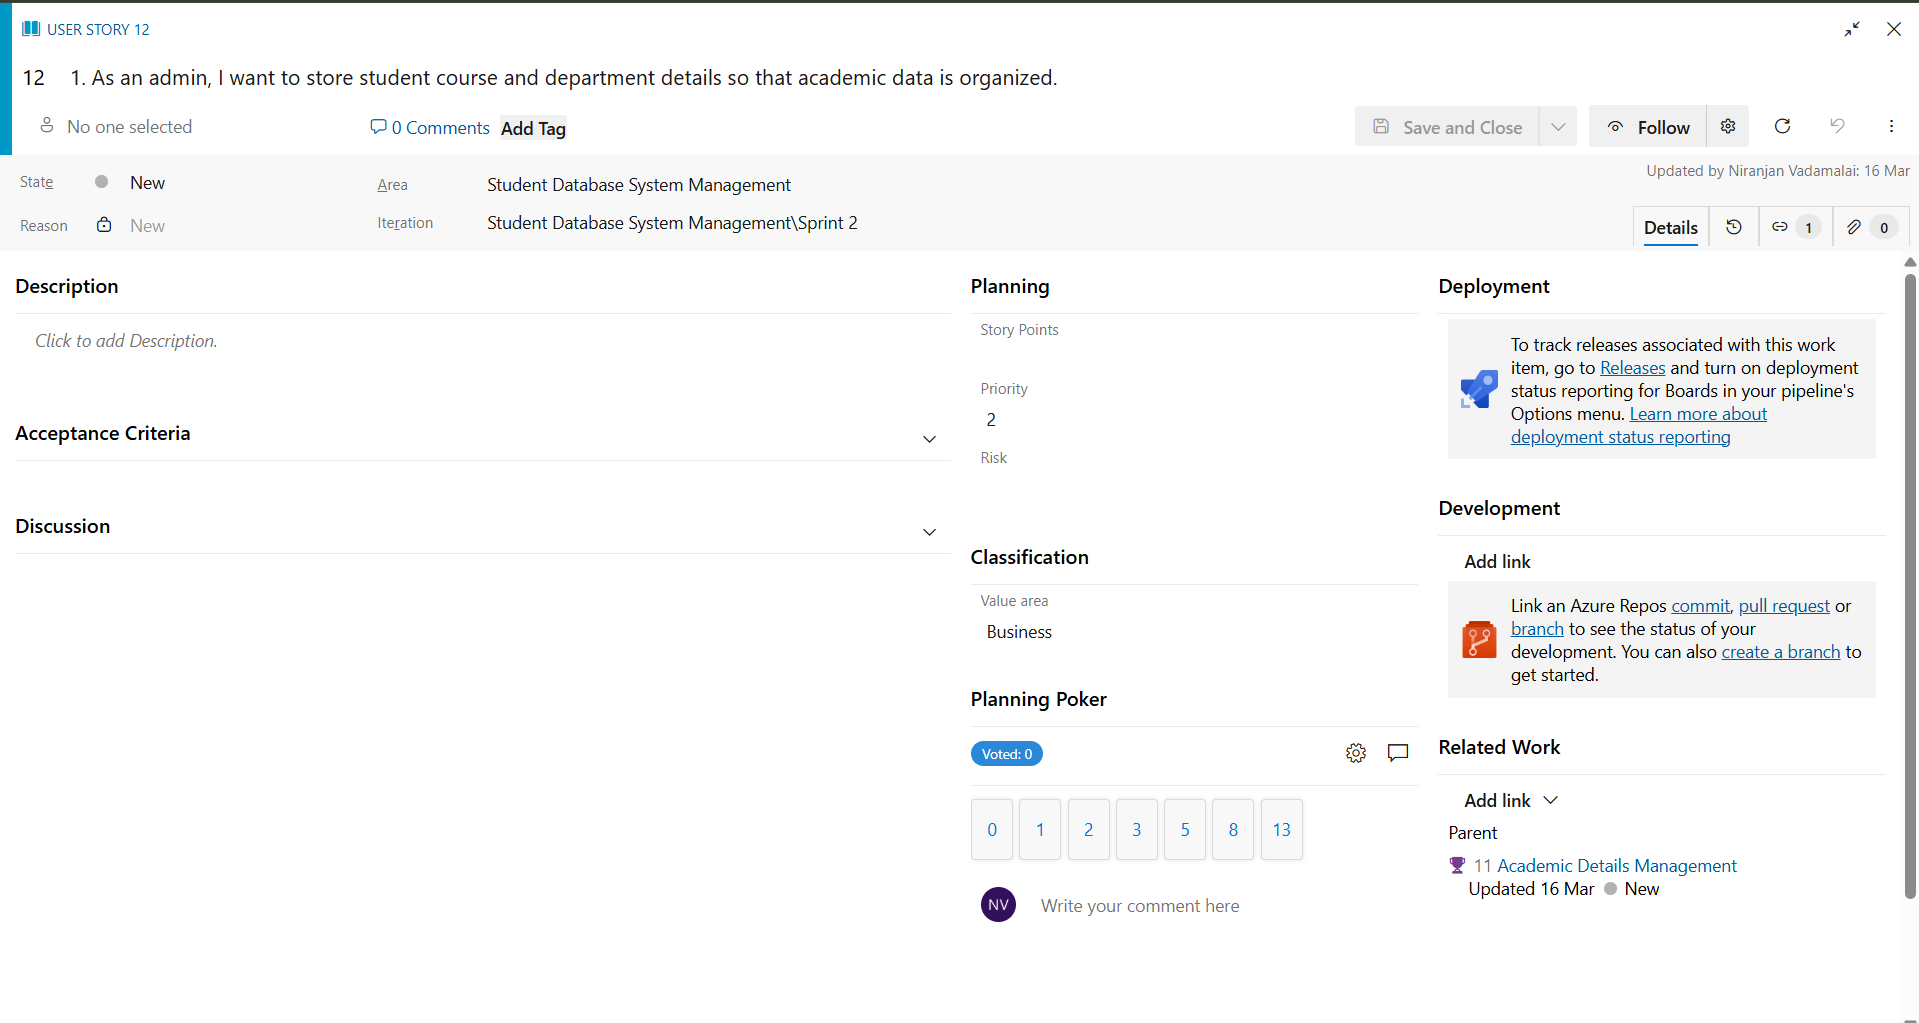 USER STORY 12
12 1. As an admin, I want to store student course and department details so that academic data is organized.
No one selected
0 Comments
Add Tag
Save and Close
Follow
State
New
Area
Student Database System Management
Updated by Niranjan Vadamalai: 16 Mar
Reason
New
Iteration
Student Database System Management\Sprint 2
Details
1
0
Description
Click to add Description.
Acceptance Criteria
Discussion
Planning
Story Points
Priority
2
Risk
Classification
Value area
Business
Planning Poker
Voted: 0
0 1 2 3 5 8 13
NV
Write your comment here
Deployment
To track releases associated with this work
item, go to Releases and turn on deployment
status reporting for Boards in your pipeline's
Options menu. Learn more about
deployment status reporting
Development
Add link
Link an Azure Repos commit, pull request or
branch to see the status of your
development. You can also create a branch to
get started.
Related Work
Add link
Parent
11 Academic Details Management
Updated 16 Mar New